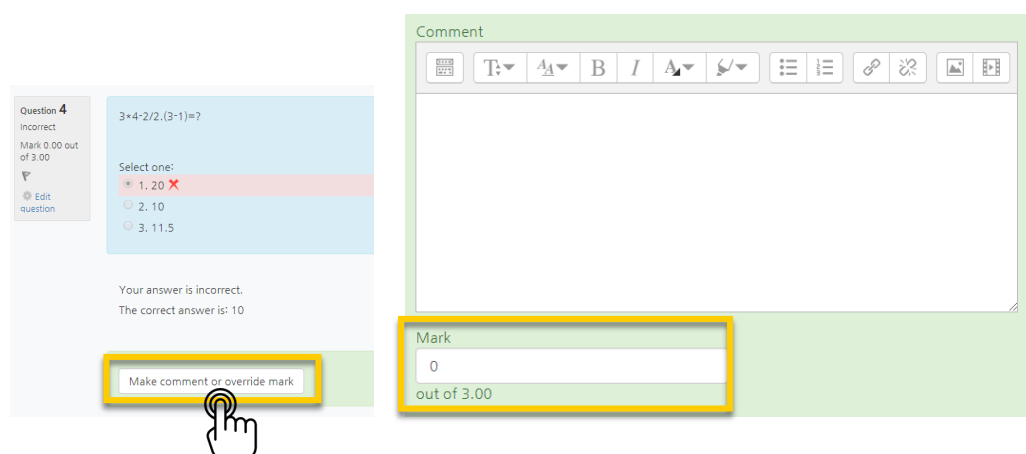 Question 4
Incorrect
Mark 0.00 out
of 3.00
Edit
question
3*4-2/2.(3-1)=?
Select one:
1. 20
2. 10
3. 11.5
Your answer is incorrect.
The correct answer is: 10
Make comment or override mark
Comment
Mark
0
out of 3.00